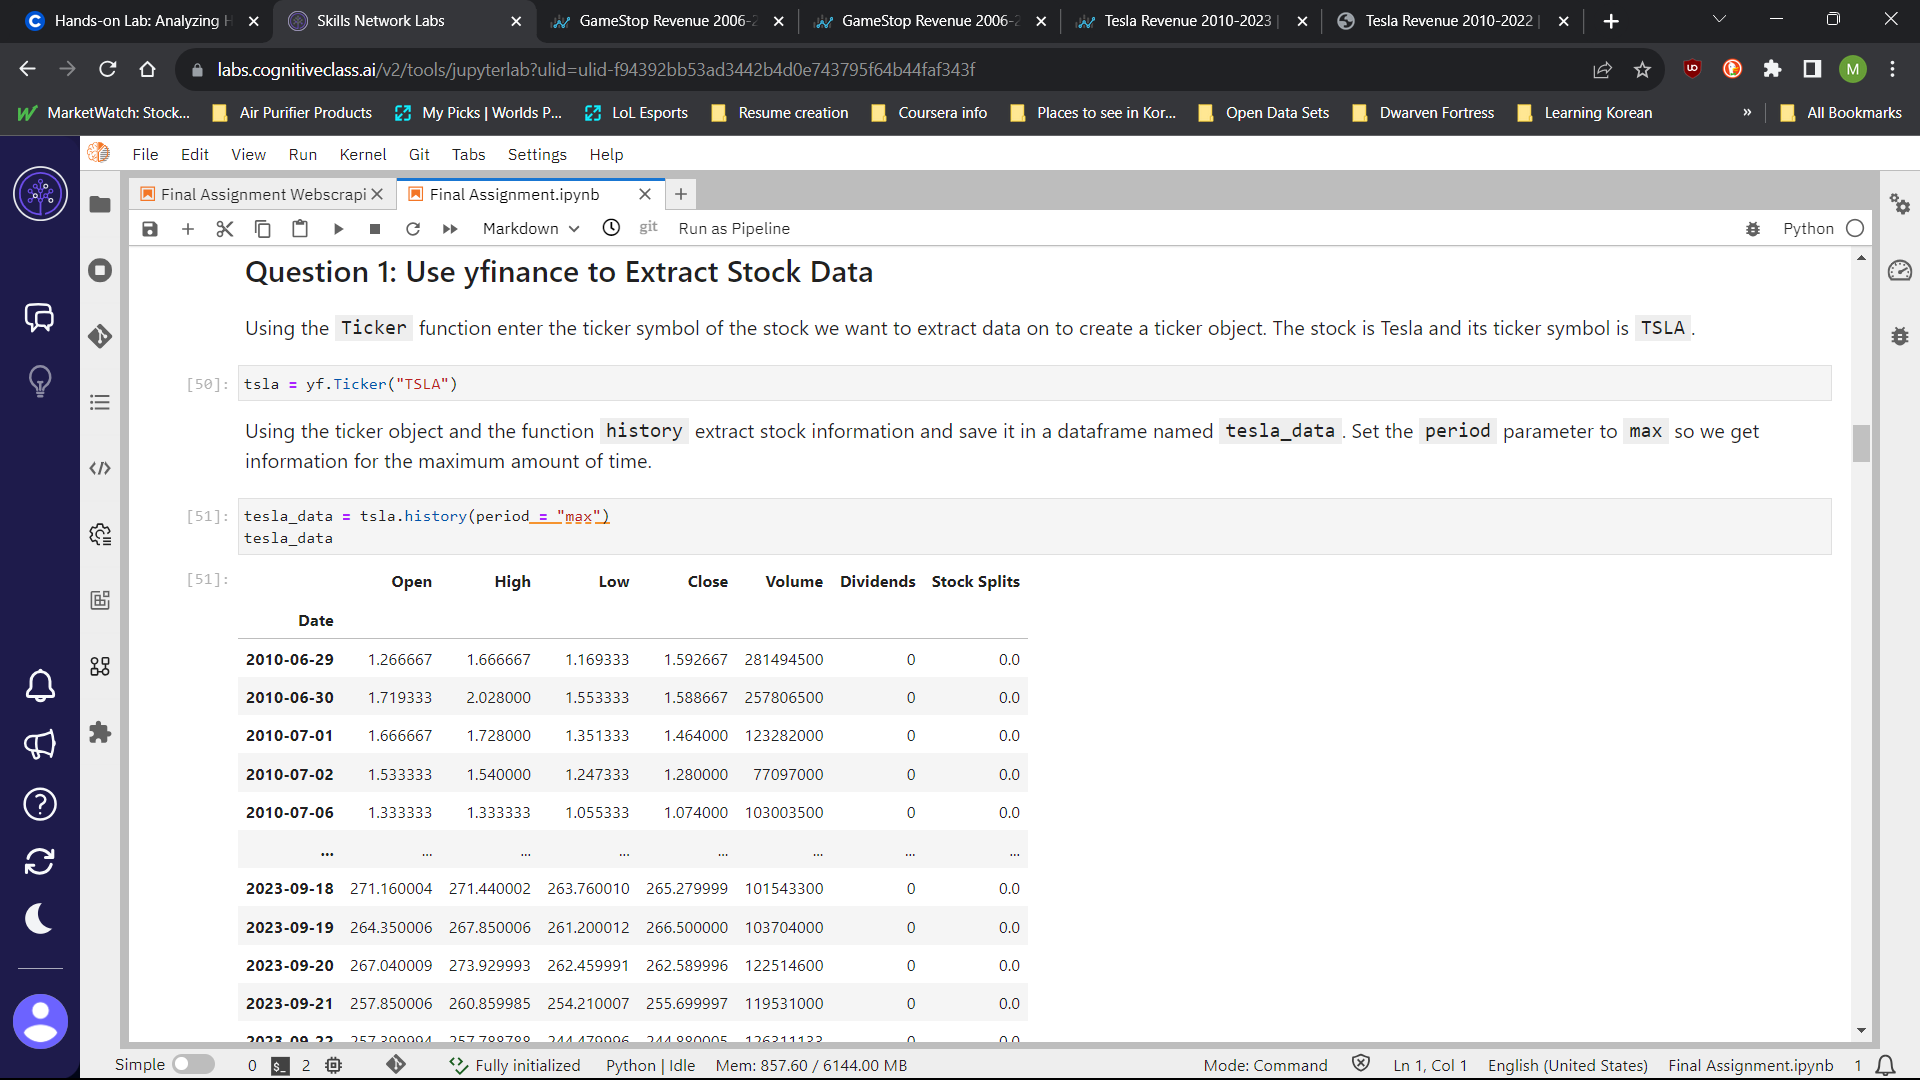 Hands-on Lab: Analyzing H
Skills Network Labs
GameStop Revenue 2006-2
GameStop Revenue 2006-2
Tesla Revenue 2010-2023 |
Tesla Revenue 2010-2022 |
labs.cognitiveclass.ai/v2/tools/jupyterlab?ulid=ulid-f94392bb53ad3442b4d0e743795f64b44faf343f
M
MarketWatch: Stock...
Air Purifier Products
My Picks | Worlds P...
LoL Esports
Resume creation
Coursera info
Places to see in Kor...
Open Data Sets
Dwarven Fortress
Learning Korean
»
All Bookmarks
File Edit View Run Kernel Git Tabs Settings Help
Final Assignment Webscrapi
Final Assignment.ipynb
Markdown
git
Run as Pipeline
Python
Question 1: Use yfinance to Extract Stock Data
Using the Ticker function enter the ticker symbol of the stock we want to extract data on to create a ticker object. The stock is Tesla and its ticker symbol is TSLA.
[50]: tsla = yf.Ticker("TSLA")
Using the ticker object and the function history extract stock information and save it in a dataframe named tesla_data. Set the period parameter to max so we get
information for the maximum amount of time.
[51]: tesla_data = tsla.history(period = "max")
tesla_data
[51]: Open High Low Close Volume Dividends Stock Splits
Date
2010-06-29 1.266667 1.666667 1.169333 1.592667 281494500 0 0.0
2010-06-30 1.719333 2.028000 1.553333 1.588667 257806500 0 0.0
2010-07-01 1.666667 1.728000 1.351333 1.464000 123282000 0 0.0
2010-07-02 1.533333 1.540000 1.247333 1.280000 77097000 0 0.0
2010-07-06 1.333333 1.333333 1.055333 1.074000 103003500 0 0.0
... ... ... ... ... ... ... ...
2023-09-18 271.160004 271.440002 263.760010 265.279999 101543300 0 0.0
2023-09-19 264.350006 267.850006 261.200012 266.500000 103704000 0 0.0
2023-09-20 267.040009 273.929993 262.459991 262.589996 122514600 0 0.0
2023-09-21 257.850006 260.859985 254.210007 255.699997 119531000 0 0.0
2023-09-22 257.399994 257.788788 244.479996 244.880005 126311133 0 0.0
Simple
0
2
Fully initialized
Python | Idle
Mem: 857.60 / 6144.00 MB
Mode: Command
Ln 1, Col 1
English (United States)
Final Assignment.ipynb
1